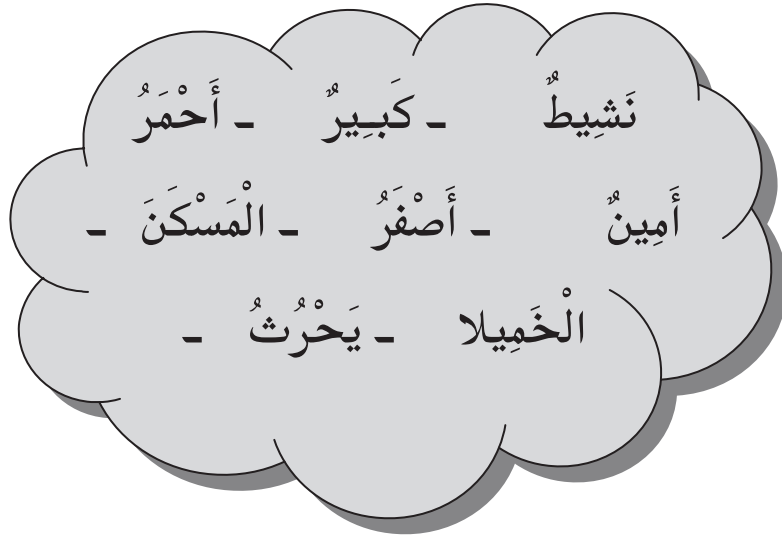 نَشِيطٌ ـ كَبِيرٌ ـ أَحْمَرُ
أَمِينٌ ـ أَصْفَرُ ـ الْمَسْكَنَ ـ
الْخَمِيلا ـ يَحْرُثُ ـ